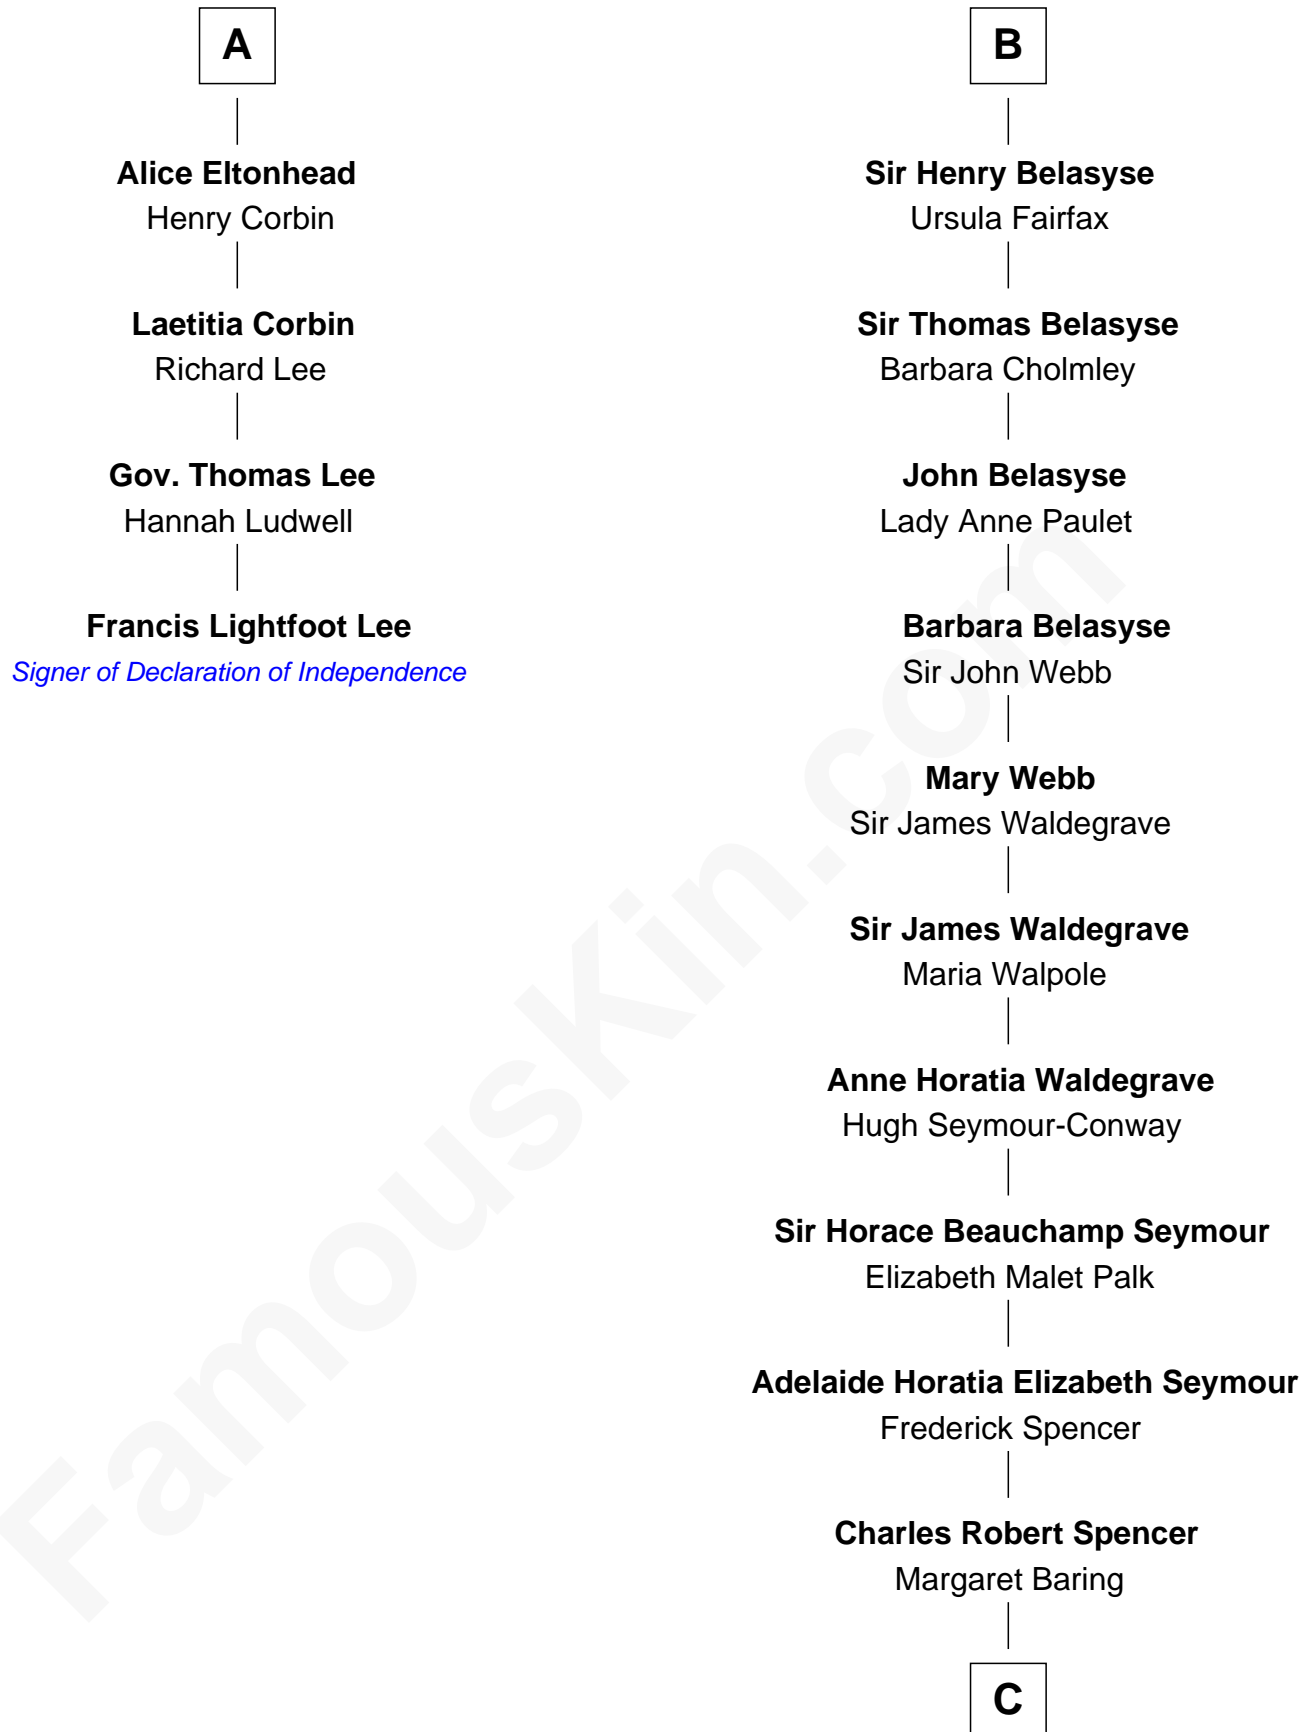 A
Alice Eltonhead
Henry Corbin
Laetitia Corbin
Richard Lee
Gov. Thomas Lee
Hannah Ludwell
Francis Lightfoot Lee
Signer of Declaration of Independence
B
Sir Henry Belasyse
Ursula Fairfax
Sir Thomas Belasyse
Barbara Cholmley
John Belasyse
Lady Anne Paulet
Barbara Belasyse
Sir John Webb
Mary Webb
Sir James Waldegrave
Sir James Waldegrave
Maria Walpole
Anne Horatia Waldegrave
Hugh Seymour-Conway
Sir Horace Beauchamp Seymour
Elizabeth Malet Palk
Adelaide Horatia Elizabeth Seymour
Frederick Spencer
Charles Robert Spencer
Margaret Baring
C
FamousKin.com